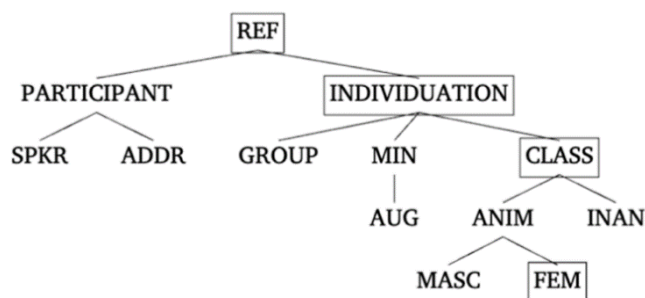 REF
PARTICIPANT INDIVIDUATION
SPKR ADDR GROUP MIN CLASS
AUG ANIM INAN
MASC FEM